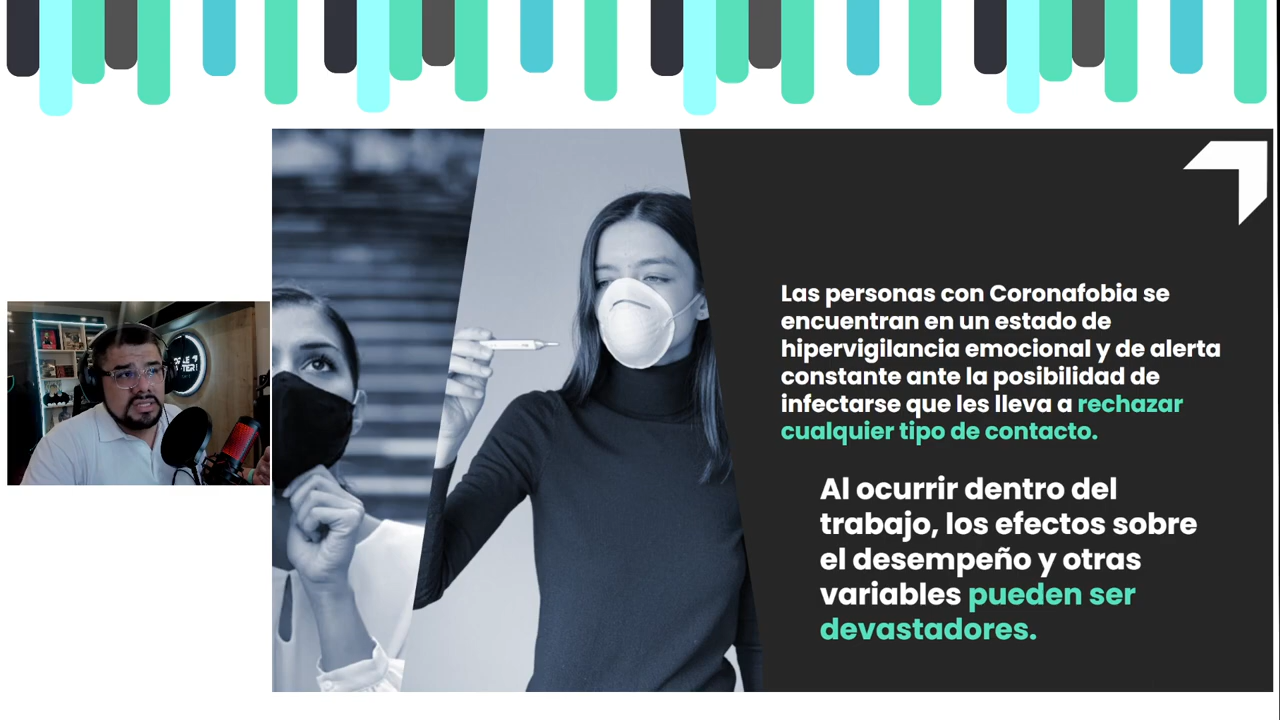 Las personas con Coronafobia se
encuentran en un estado de
hipervigilancia emocional y de alerta
constante ante la posibilidad de
infectarse que les lleva a rechazar
cualquier tipo de contacto.
Al ocurrir dentro del
trabajo, los efectos sobre
el desempeño y otras
variables pueden ser
devastadores.